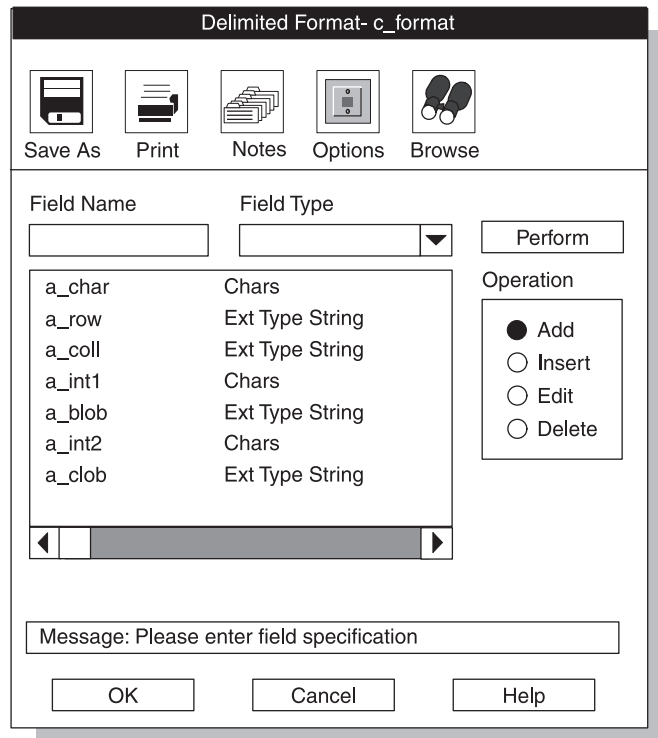 Delimited Format- c_format
Save As Print Notes Options Browse
Field Name Field Type
Perform
a_char Chars
a_row Ext Type String
a_coll Ext Type String
a_int1 Chars
a_blob Ext Type String
a_int2 Chars
a_clob Ext Type String
Operation
Add
Insert
Edit
Delete
Message: Please enter field specification
OK Cancel Help